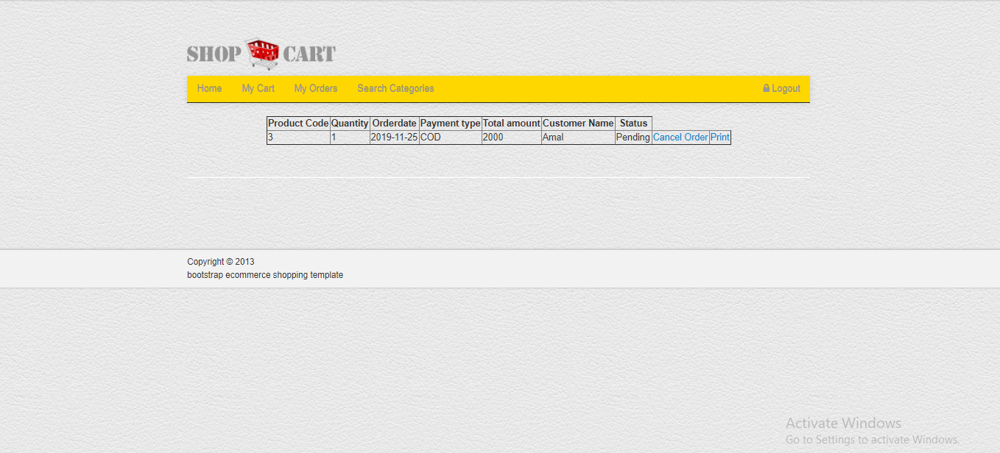 SHOP CART
Home My Cart My Orders Search Categories Logout
Product Code Quantity Orderdate Payment type Total amount Customer Name Status
3 1 2019-11-25 COD 2000 Amal Pending Cancel Order Print
Copyright © 2013
bootstrap ecommerce shopping template
Activate Windows
Go to Settings to activate Windows.